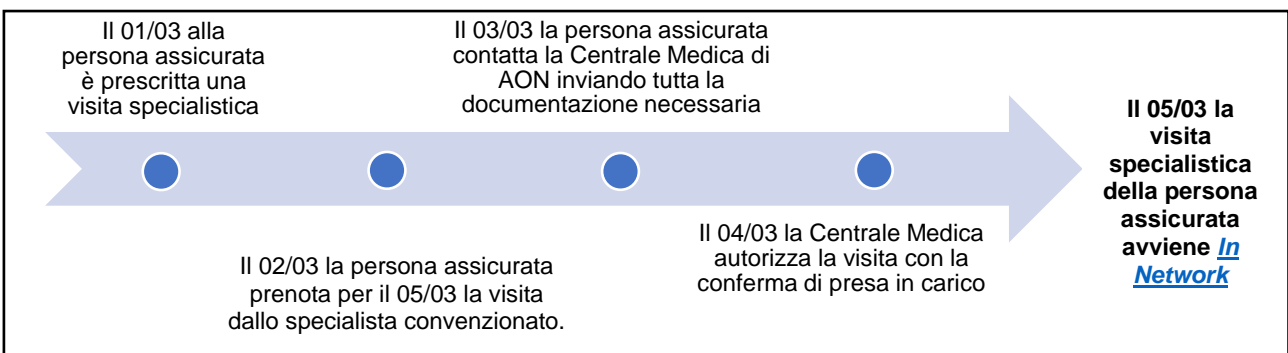 Il 01/03 alla
persona assicurata
è prescritta una
visita specialistica
Il 02/03 la persona assicurata
prenota per il 05/03 la visita
dallo specialista convenzionato.
Il 03/03 la persona assicurata
contatta la Centrale Medica di
AON inviando tutta la
documentazione necessaria
Il 04/03 la Centrale Medica
autorizza la visita con la
conferma di presa in carico
Il 05/03 la
visita
specialistica
della persona
assicurata
avviene In
Network